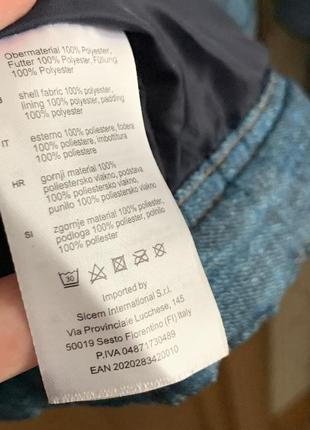 Obermaterial 100% Polyester,
Futter 100% Polyester, Füllung
100% Polyester
shell fabric 100% polyester,
lining 100% polyester, padding
100% polyester
IT esterno 100% poliestere, fodera
100% poliestere, imbottitura
100% poliestere
HR gornji material 100%
poliestersko vlakno, podstava
100% poliestersko vlakno,
punilo 100% poliestersko vlakno
SI zgornje material 100% poliester,
podloga 100% poliester, polnilo
100% poliester
30
Imported by
Sicem International S.r.l.
Via Provinciale Lucchese, 145
50019 Sesto Fiorentino (FI) Italy
P.IVA 04871730489
EAN 2020283420010